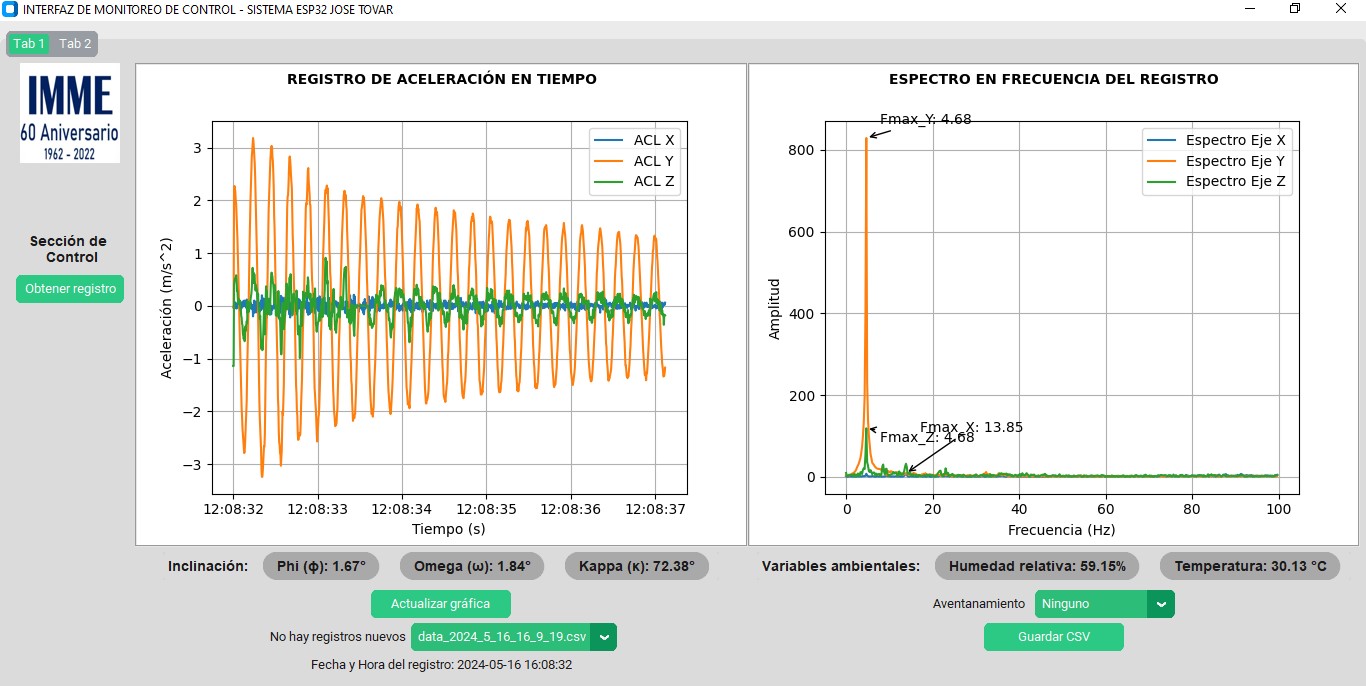 INTERFAZ DE MONITOREO DE CONTROL - SISTEMA ESP32 JOSE TOVAR
Tab 1 Tab 2
IMME
60 Aniversario
1962 - 2022
Sección de
Control
Obtener registro
REGISTRO DE ACELERACIÓN EN TIEMPO
ACL X
ACL Y
ACL Z
Aceleración (m/s^2)
3
2
1
0
−1
−2
−3
12:08:32 12:08:33 12:08:34 12:08:35 12:08:36 12:08:37
Tiempo (s)
ESPECTRO EN FRECUENCIA DEL REGISTRO
Fmax_Y: 4.68
Espectro Eje X
Espectro Eje Y
Espectro Eje Z
Amplitud
800
600
400
200
0
Fmax_X: 13.85
Fmax_Z: 4.68
0 20 40 60 80 100
Frecuencia (Hz)
Inclinación: Phi (ϕ): 1.67° Omega (ω): 1.84° Kappa (κ): 72.38°
Actualizar gráfica
No hay registros nuevos data_2024_5_16_16_9_19.csv
Fecha y Hora del registro: 2024-05-16 16:08:32
Variables ambientales: Humedad relativa: 59.15% Temperatura: 30.13 °C
Aventanamiento Ninguno
Guardar CSV